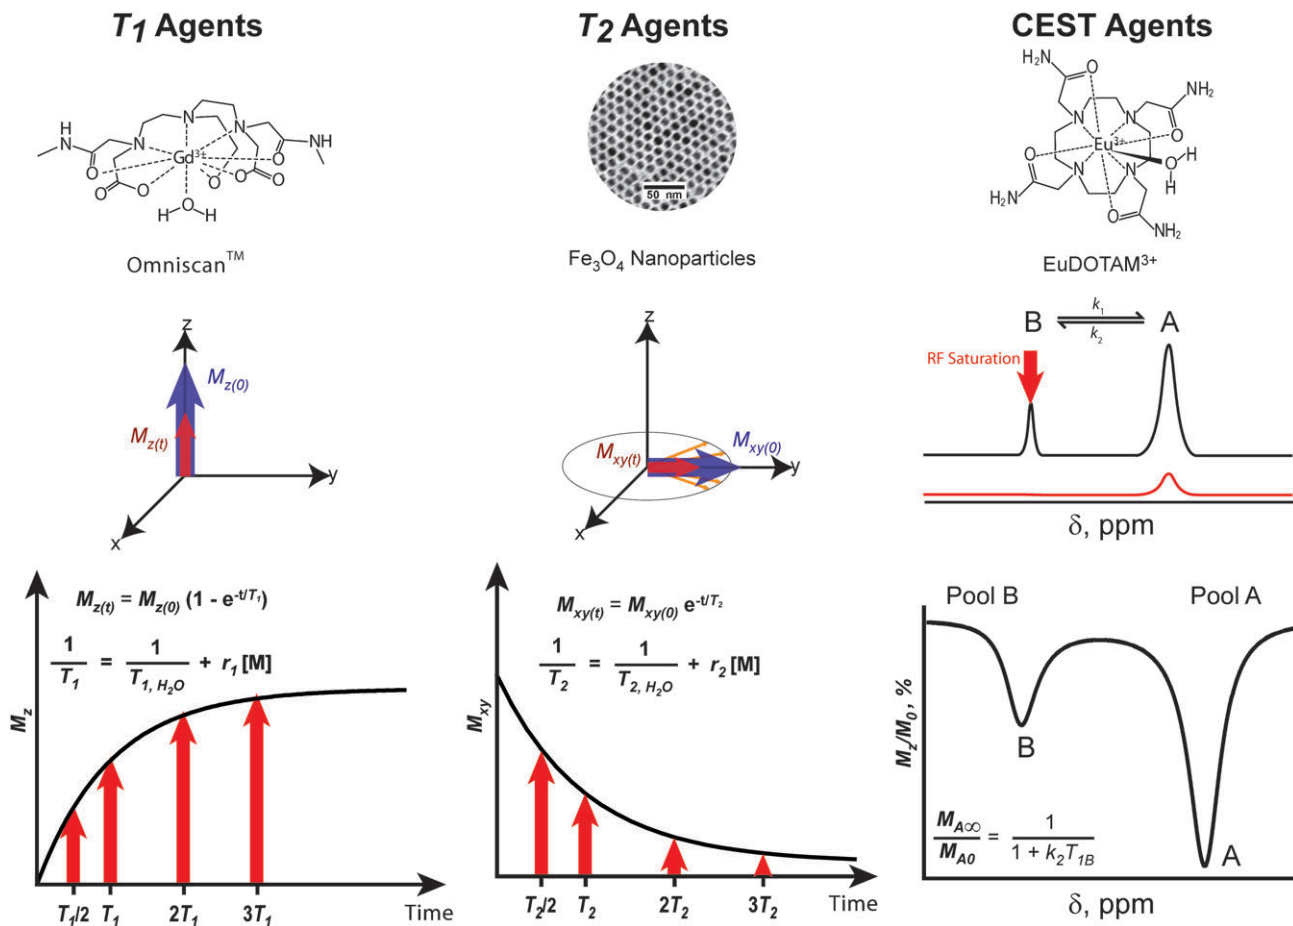 T1 Agents
T2 Agents
CEST Agents
H
N
O
N
N
N
NH
Gd3+
O
O
O
O
O
O
H
O
H
50 nm
H2N
O
NH2
N
N
Eu3+
O
O
O
H
H
N
N
H2N
O
NH2
Omniscan™
Fe3O4 Nanoparticles
EuDOTAM3+
z
Mz(0)
Mz(t)
y
x
z
Mxy(t)
Mxy(0)
y
x
B
k1
k2
A
RF Saturation
δ, ppm
Mz(t) = Mz(0) (1 - e-t/T1)
1/T1 = 1/T1, H2O + r1 [M]
Mz
T1/2
T1
2T1
3T1
Time
Mxy(t) = Mxy(0) e-t/T2
1/T2 = 1/T2, H2O + r2 [M]
Mxy
T2/2
T2
2T2
3T2
Time
Pool B
Pool A
Mz/M0, %
B
A
MA∞/MA0 = 1/1 + k2T1B
δ, ppm